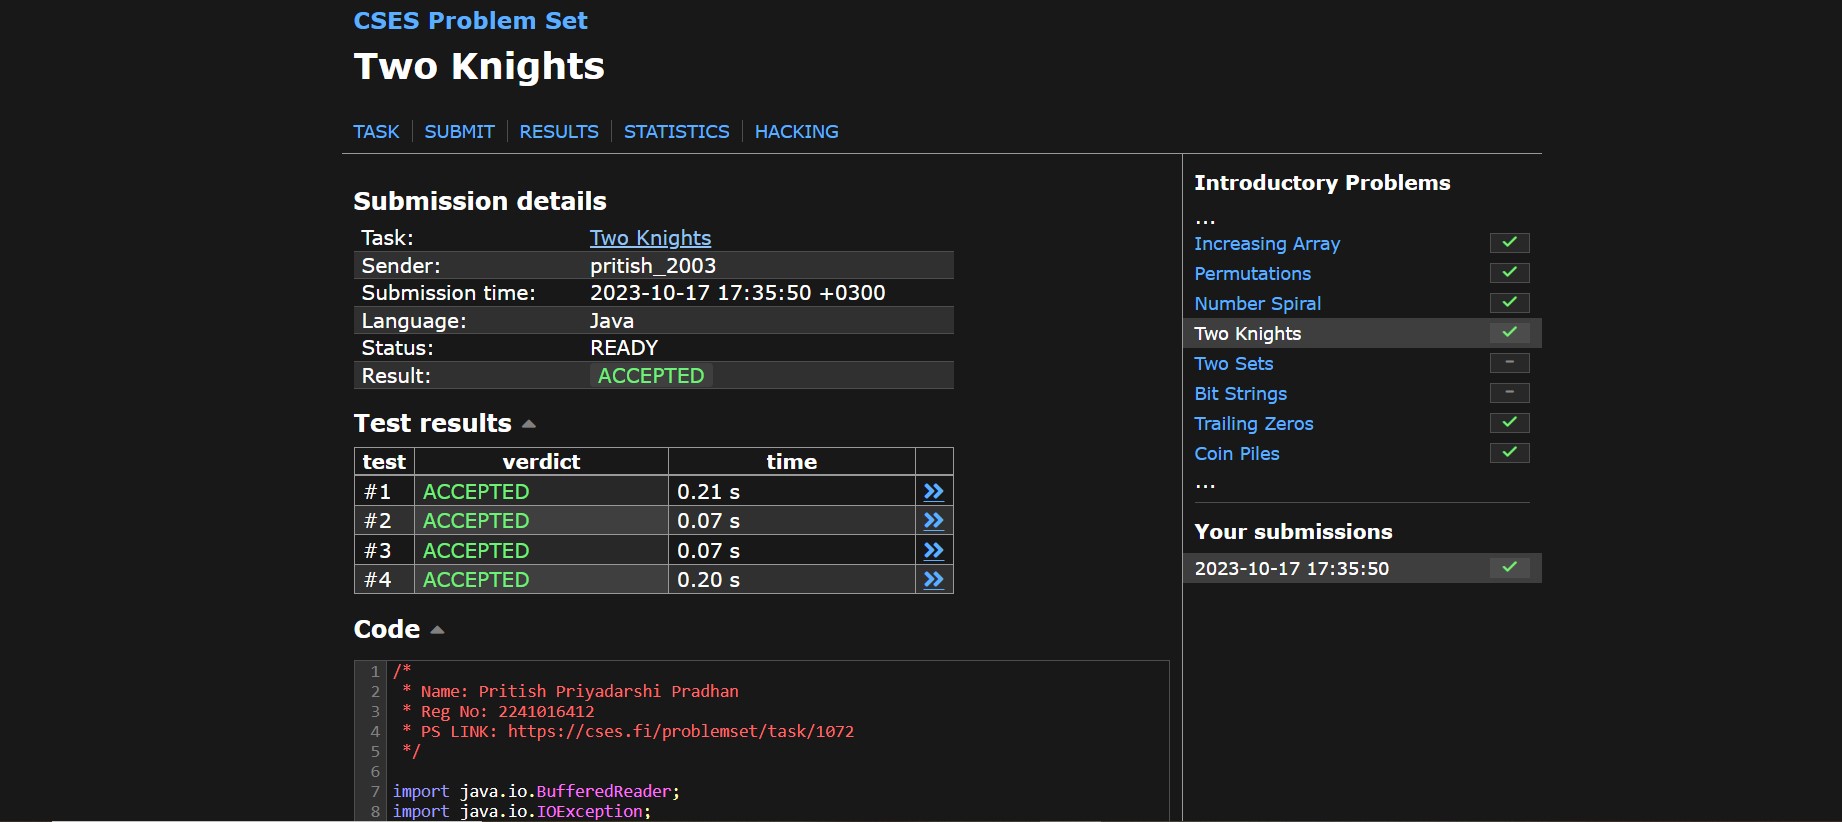 CSES Problem Set
Two Knights
TASK SUBMIT RESULTS STATISTICS HACKING
Submission details
Task: Two Knights
Sender: pritish_2003
Submission time: 2023-10-17 17:35:50 +0300
Language: Java
Status: READY
Result: ACCEPTED
Test results
test verdict time
#1 ACCEPTED 0.21 s
#2 ACCEPTED 0.07 s
#3 ACCEPTED 0.07 s
#4 ACCEPTED 0.20 s
Code
1 /*
2 * Name: Pritish Priyadarshi Pradhan
3 * Reg No: 2241016412
4 * PS LINK: https://cses.fi/problemset/task/1072
5 */
6
7 import java.io.BufferedReader;
8 import java.io.IOException;
Introductory Problems
...
Increasing Array
Permutations
Number Spiral
Two Knights
Two Sets
Bit Strings
Trailing Zeros
Coin Piles
...
Your submissions
2023-10-17 17:35:50